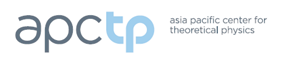 apctp
asia pacific center for
theoretical physics